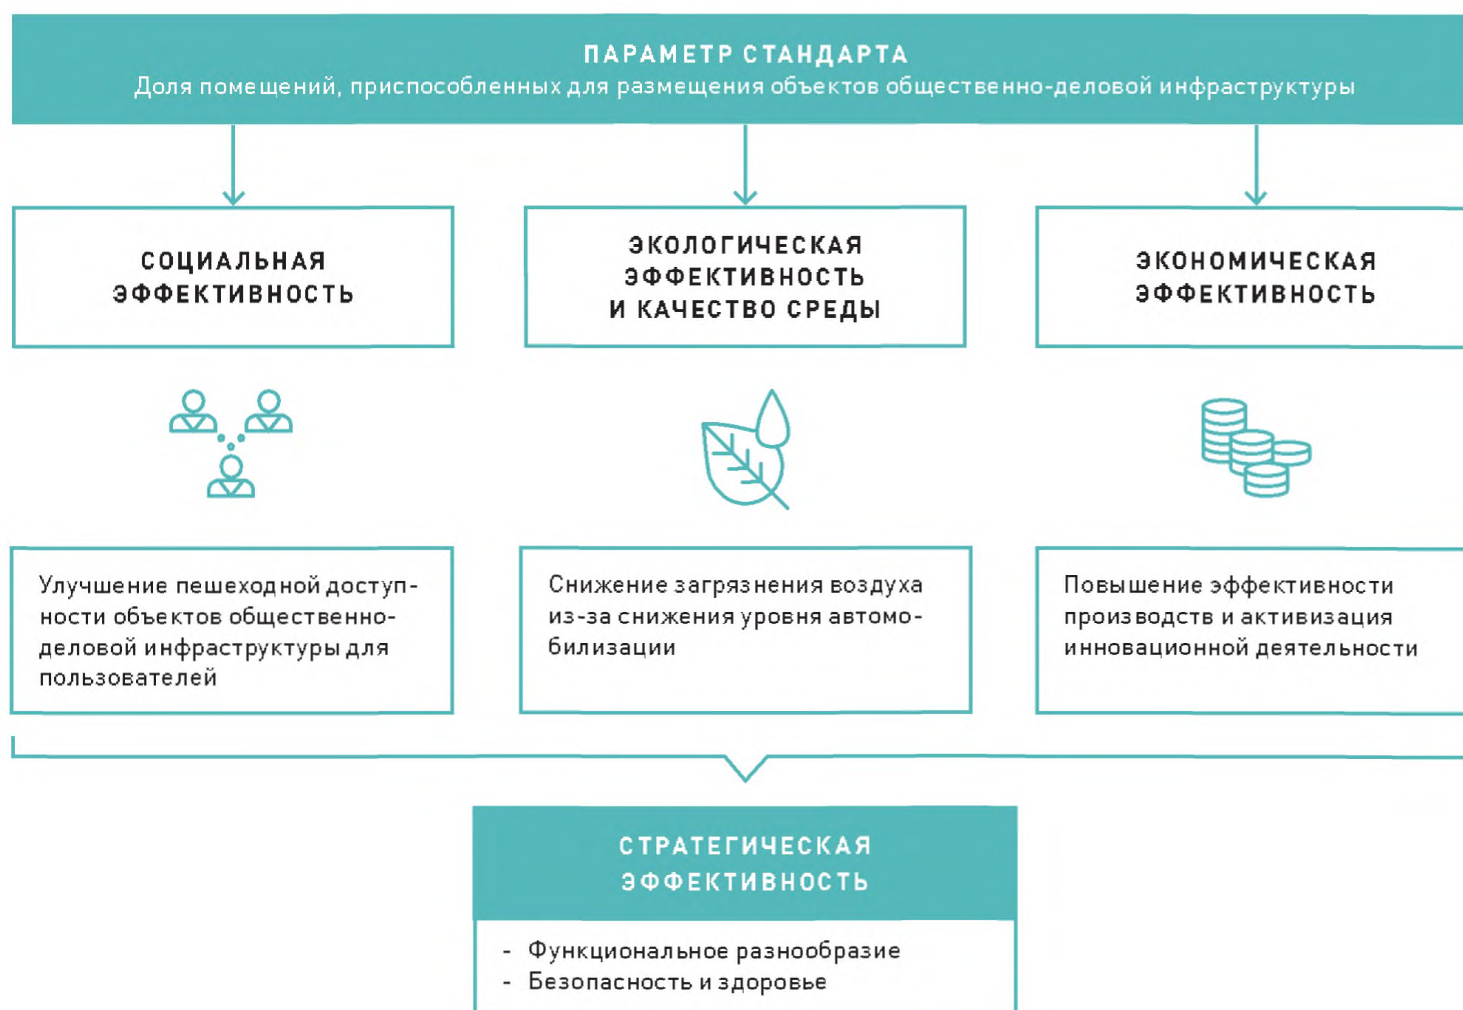 ПАРАМЕТР СТАНДАРТА
Доля помещений, приспособленных для размещения объектов общественно-деловой инфраструктуры
СОЦИАЛЬНАЯ
ЭФФЕКТИВНОСТЬ
ЭКОЛОГИЧЕСКАЯ
ЭФФЕКТИВНОСТЬ
И КАЧЕСТВО СРЕДЫ
ЭКОНОМИЧЕСКАЯ
ЭФФЕКТИВНОСТЬ
Улучшение пешеходной доступ-
ности объектов общественно-
деловой инфраструктуры для
пользователей
Снижение загрязнения воздуха
из-за снижения уровня автомо-
билизации
Повышение эффективности
производств и активизация
инновационной деятельности
СТРАТЕГИЧЕСКАЯ
ЭФФЕКТИВНОСТЬ
- Функциональное разнообразие
- Безопасность и здоровье